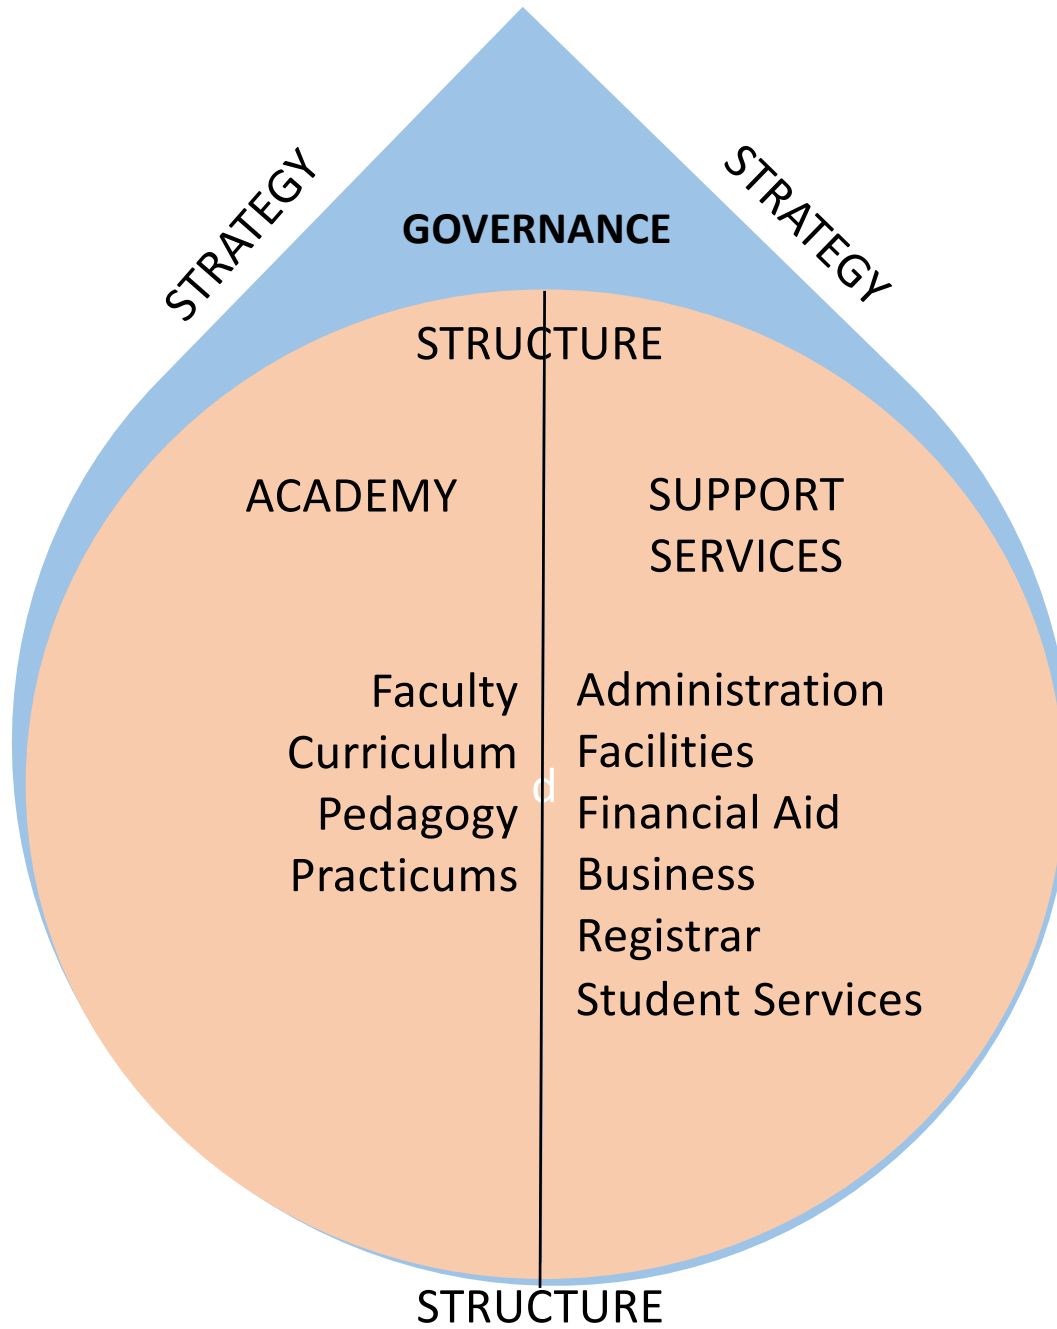 STRATEGY
STRATEGY
GOVERNANCE
STRUCTURE
ACADEMY
SUPPORT
SERVICES
Faculty
Curriculum
Pedagogy
Practicums
d
Administration
Facilities
Financial Aid
Business
Registrar
Student Services
STRUCTURE